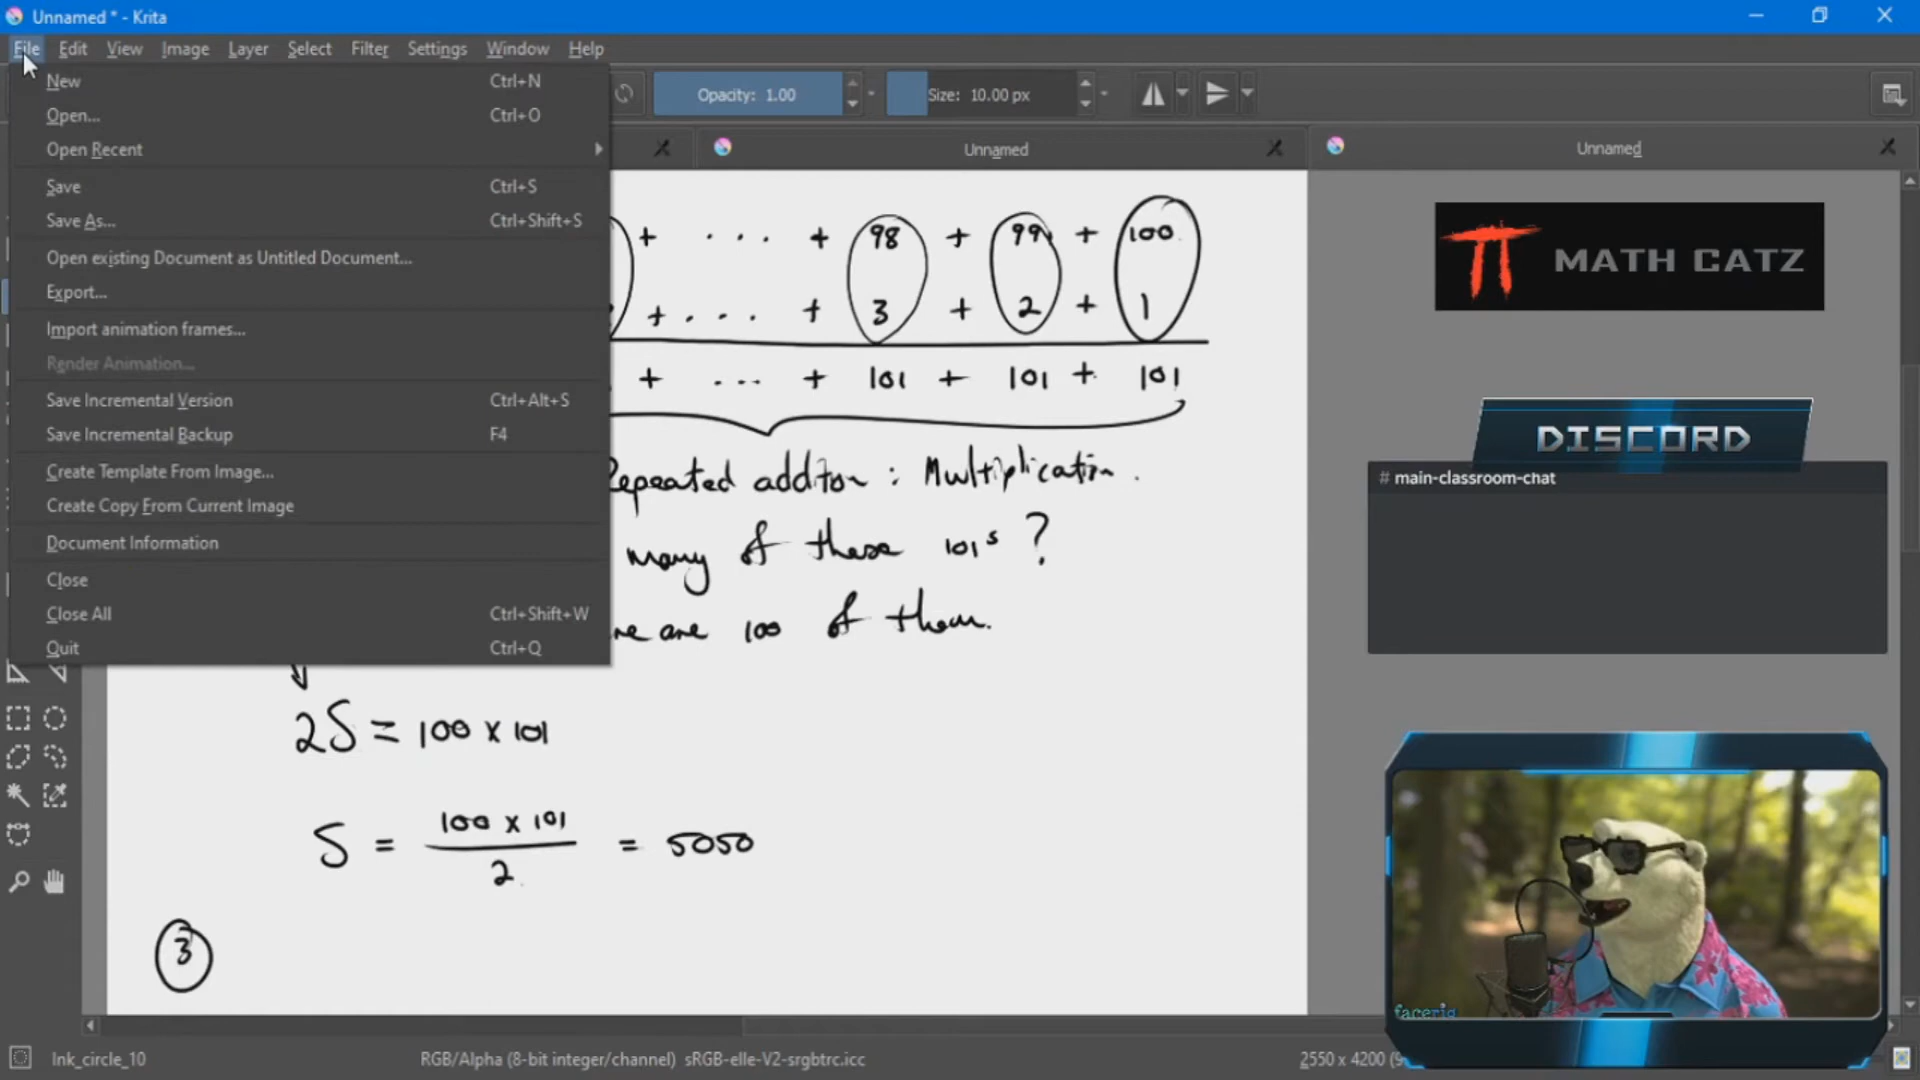 Unnamed * - Krita
File Edit View Image Layer Select Filter Settings Window Help
New Ctrl+N
Open... Ctrl+O
Open Recent
Save Ctrl+S
Save As... Ctrl+Shift+S
Open existing Document as Untitled Document...
Export...
Import animation frames...
Render Animation...
Save Incremental Version Ctrl+Alt+S
Save Incremental Backup F4
Create Template From Image...
Create Copy From Current Image
Document Information
Close
Close All Ctrl+Shift+W
Quit Ctrl+Q
Opacity: 1.00 Size: 10.00 px
Unnamed Unnamed
+ ... + 98 + 99 + 100
+ ... + 3 + 2 + 1
+ ... + 101 + 101 + 101
Repeated additon : Multiplication.
many of these 101s ?
are 100 of them.
2S = 100 x 101
S = 100 x 101 / 2 = 5050
3
MATH CATZ
DISCORD
# main-classroom-chat
facerig
Ink_circle_10 RGB/Alpha (8-bit integer/channel) sRGB-elle-V2-srgbtrc.icc 2550 x 4200